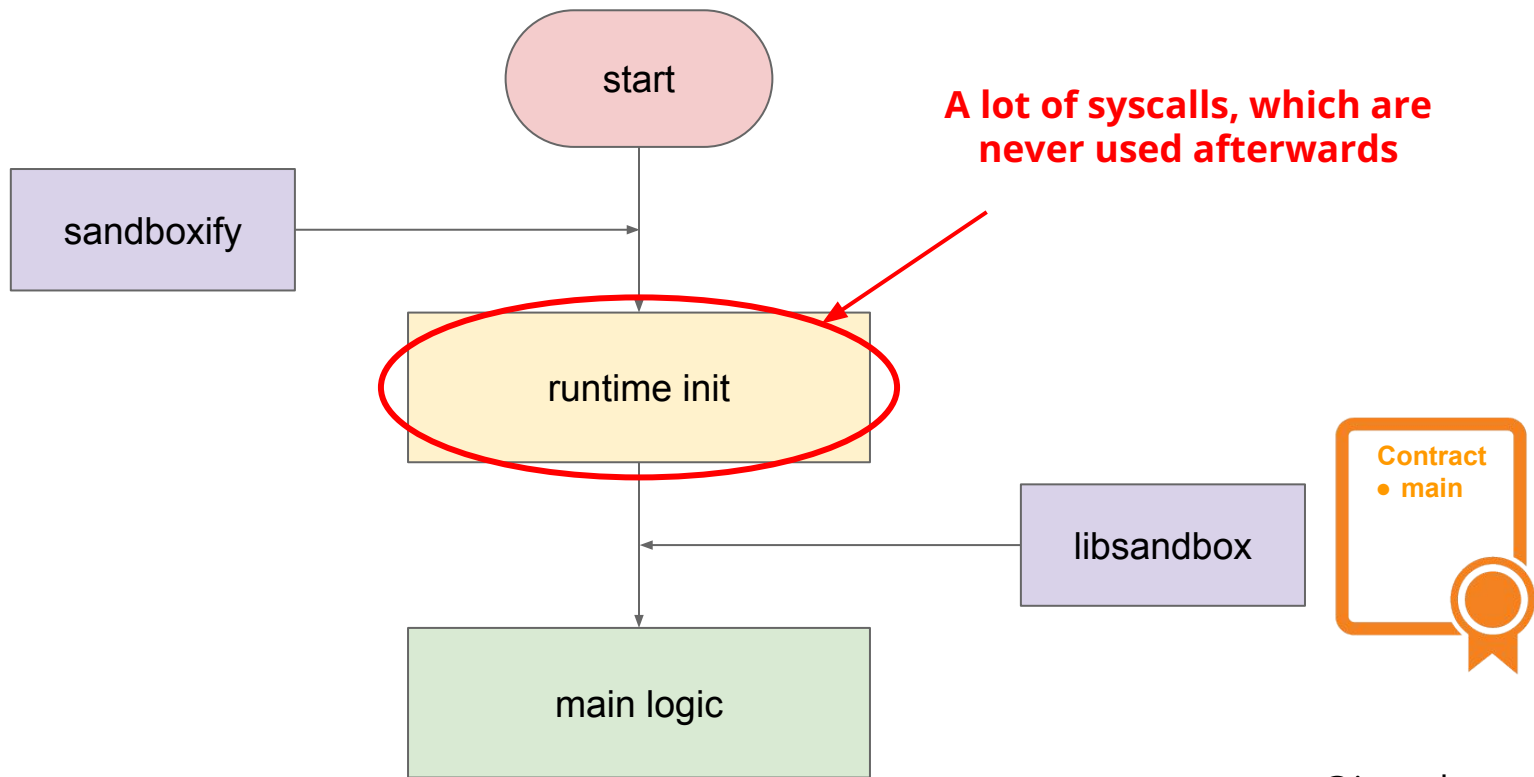 start
A lot of syscalls, which are
never used afterwards
sandboxify
runtime init
Contract
● main
libsandbox
main logic